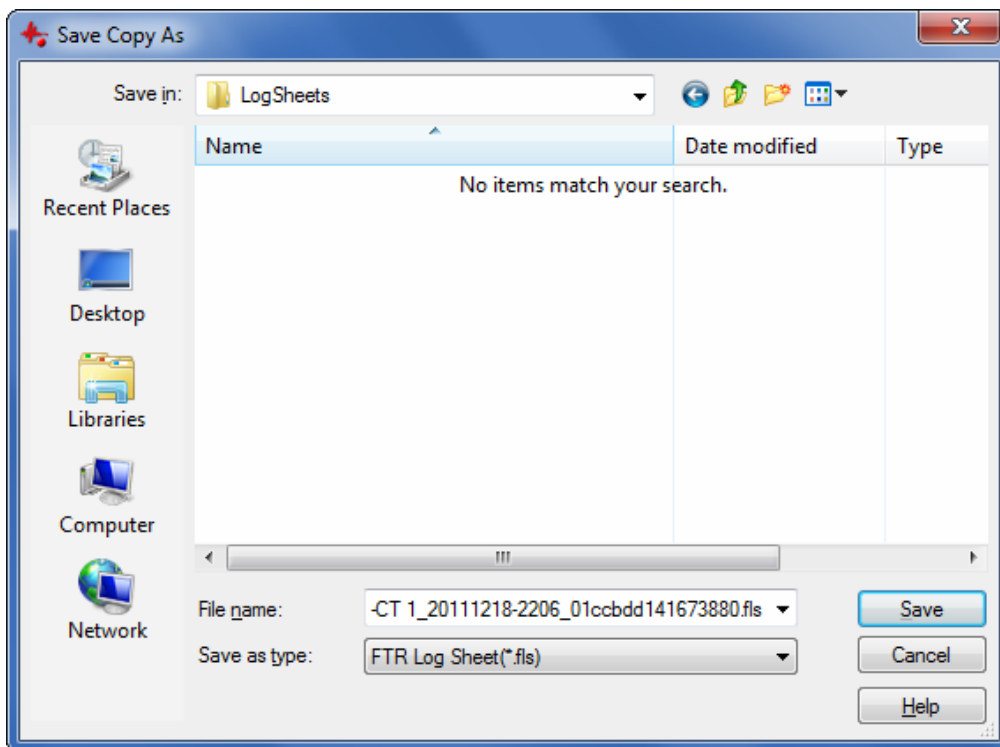 Save Copy As
Save in:
LogSheets
Name
Date modified
Type
No items match your search.
Recent Places
Desktop
Libraries
Computer
Network
File name:
-CT 1_20111218-2206_01ccbdd141673880.fls
Save
Save as type:
FTR Log Sheet(*.fls)
Cancel
Help